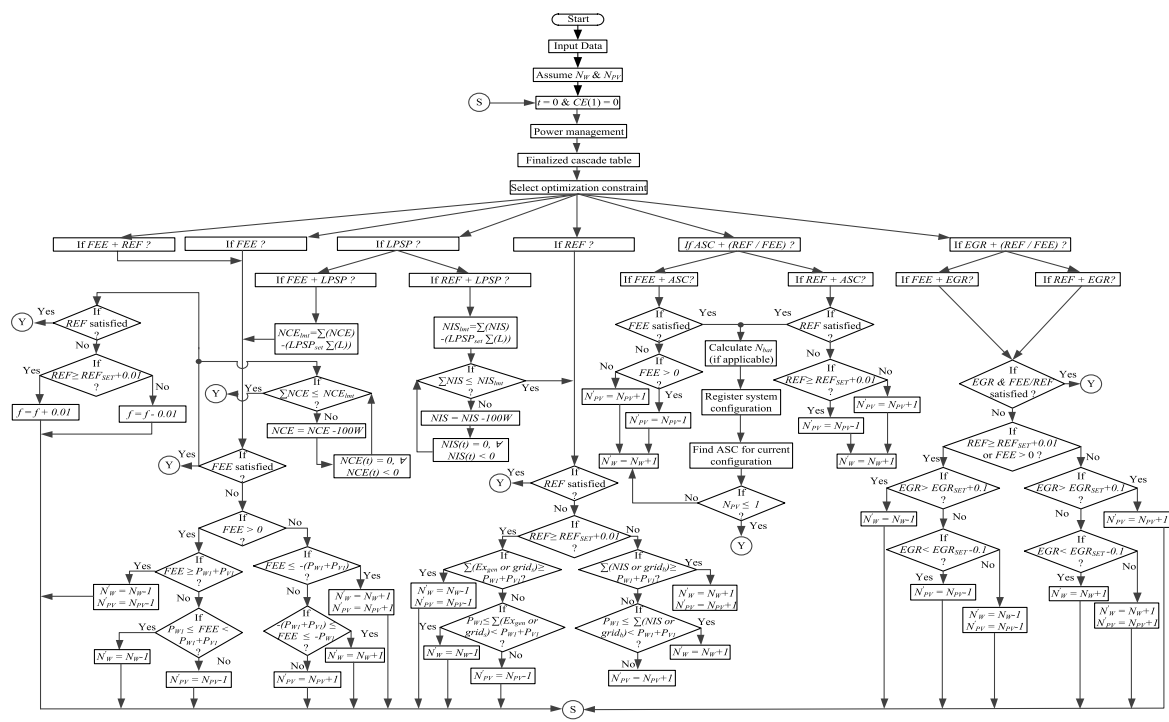 Start
Input Data
Assume N_W & N_PV
S
t = 0 & CE(1) = 0
Power management
Finalized cascade table
Select optimization constraint
If FEE + REF ?
If FEE ?
If LPSP ?
If REF ?
If ASC + (REF / FEE) ?
If EGR + (REF / FEE) ?
If FEE + LPSP ?
If REF + LPSP ?
If FEE + ASC?
If REF + ASC?
If FEE + EGR?
If REF + EGR?
Y
Yes
If
REF satisfied
?
No
If
REF ≥ REF_SET+0.01
?
Yes
No
f = f + 0.01
f = f - 0.01
NCE_lmt=∑(NCE)
-(LPSP_set ∑(L))
Y
Yes
If
∑NCE ≤ NCE_lmt
?
No
NCE = NCE -100W
NCE(t) = 0, ∀
NCE(t) < 0
NIS_lmt=∑(NIS)
-(LPSP_set ∑(L))
If
∑NIS ≤ NIS_lmt
?
Yes
No
NIS = NIS -100W
NIS(t) = 0, ∀
NIS(t) < 0
If
FEE satisfied
?
Yes
Yes
If
REF satisfied
?
No
No
Calculate N_bat
(if applicable)
Register system
configuration
Find ASC for current
configuration
If
N_PV ≤ 1
?
No
Yes
Y
If
FEE > 0
?
No
Yes
N'_PV = N_PV+1
N'_PV = N_PV-1
N'_W = N_W+1
If
REF ≥ REF_SET+0.01
?
No
Yes
N'_PV = N_PV+1
N'_PV = N_PV-1
N'_W = N_W+1
If
EGR & FEE/REF
satisfied ?
Yes
Y
No
If
REF ≥ REF_SET+0.01
or FEE > 0 ?
Yes
No
If
EGR> EGR_SET+0.1
?
Yes
N'_W = N_W-1
No
If
EGR< EGR_SET-0.1
?
Yes
No
N'_PV = N_PV-1
N'_W = N_W-1
N'_PV = N_PV-1
If
EGR> EGR_SET+0.1
?
Yes
N'_PV = N_PV+1
No
If
EGR< EGR_SET-0.1
?
Yes
No
N'_W = N_W+1
N'_W = N_W+1
N'_PV = N_PV+1
Y
Yes
If
FEE satisfied
?
No
If
FEE > 0
?
Yes
No
If
FEE ≥ P_W1+P_V1
?
Yes
No
N'_W = N_W-1
N'_PV = N_PV-1
If
P_W1 ≤ FEE <
P_W1+P_V1
?
Yes
No
N'_W = N_W-1
N'_PV = N_PV-1
If
FEE ≤ -(P_W1+P_V1)
?
Yes
No
N'_W = N_W+1
N'_PV = N_PV+1
If
-(P_W1+P_V1) ≤
FEE ≤ -P_W1
?
Yes
No
N'_W = N_W+1
N'_PV = N_PV+1
Y
Yes
If
REF satisfied
?
No
If
REF ≥ REF_SET+0.01
?
Yes
No
If
∑(Ex_gen or grid_s)≥
P_W1+P_V1?
Yes
No
N'_W = N_W-1
N'_PV = N_PV-1
If
P_W1≤∑(Ex_gen or
grid_s)< P_W1+P_V1
?
Yes
No
N'_W = N_W-1
N'_PV = N_PV-1
If
∑(NIS or grid_b)≥
P_W1+P_V1?
Yes
No
N'_W = N_W+1
N'_PV = N_PV+1
If
P_W1 ≤ ∑(NIS or
grid_b)< P_W1+P_V1
?
Yes
No
N'_W = N_W+1
N'_PV = N_PV+1
S